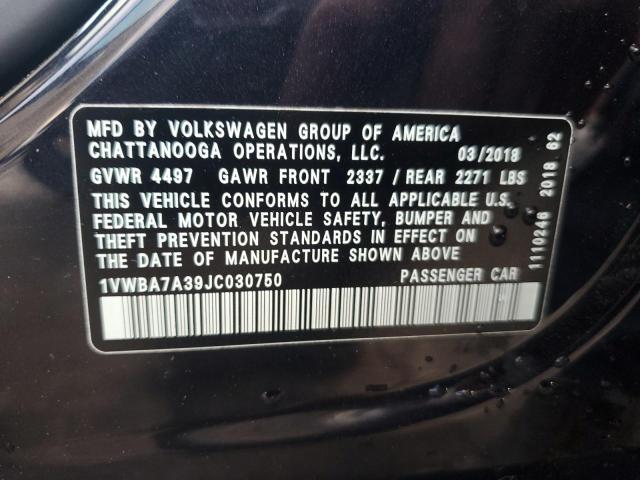 MFD BY VOLKSWAGEN GROUP OF AMERICA
CHATTANOOGA OPERATIONS, LLC. 03/2018
GVWR 4497 GAWR FRONT 2337 / REAR 2271 LBS
THIS VEHICLE CONFORMS TO ALL APPLICABLE U.S.
FEDERAL MOTOR VEHICLE SAFETY, BUMPER AND
THEFT PREVENTION STANDARDS IN EFFECT ON
THE DATE OF MANUFACTURE SHOWN ABOVE
1VWBA7A39JC030750 PASSENGER CAR
1110246 2018 62